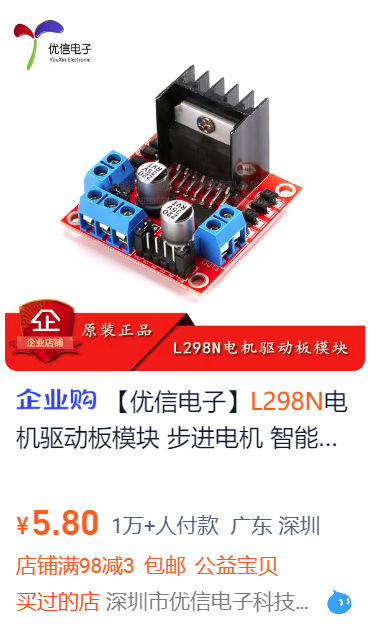 优信电子
YouXin Electronic
企
企业店铺
原装正品
L298N电机驱动板模块
企业购 【优信电子】L298N电
机驱动板模块 步进电机 智能...
¥5.80 1万+人付款 广东 深圳
店铺满98减3 包邮 公益宝贝
买过的店 深圳市优信电子科技...